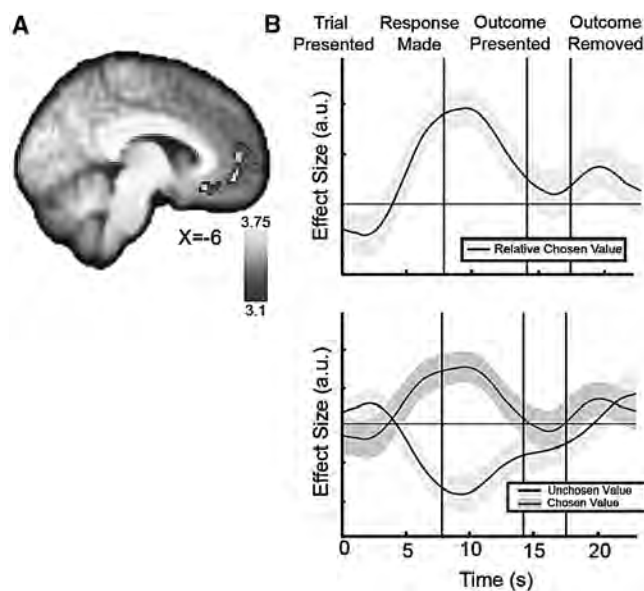 A
X=-6
3.75
3.1
B
Trial Presented
Response Made
Outcome Presented
Outcome Removed
Effect Size (a.u.)
Relative Chosen Value
Effect Size (a.u.)
Unchosen Value
Chosen Value
0 5 10 15 20
Time (s)